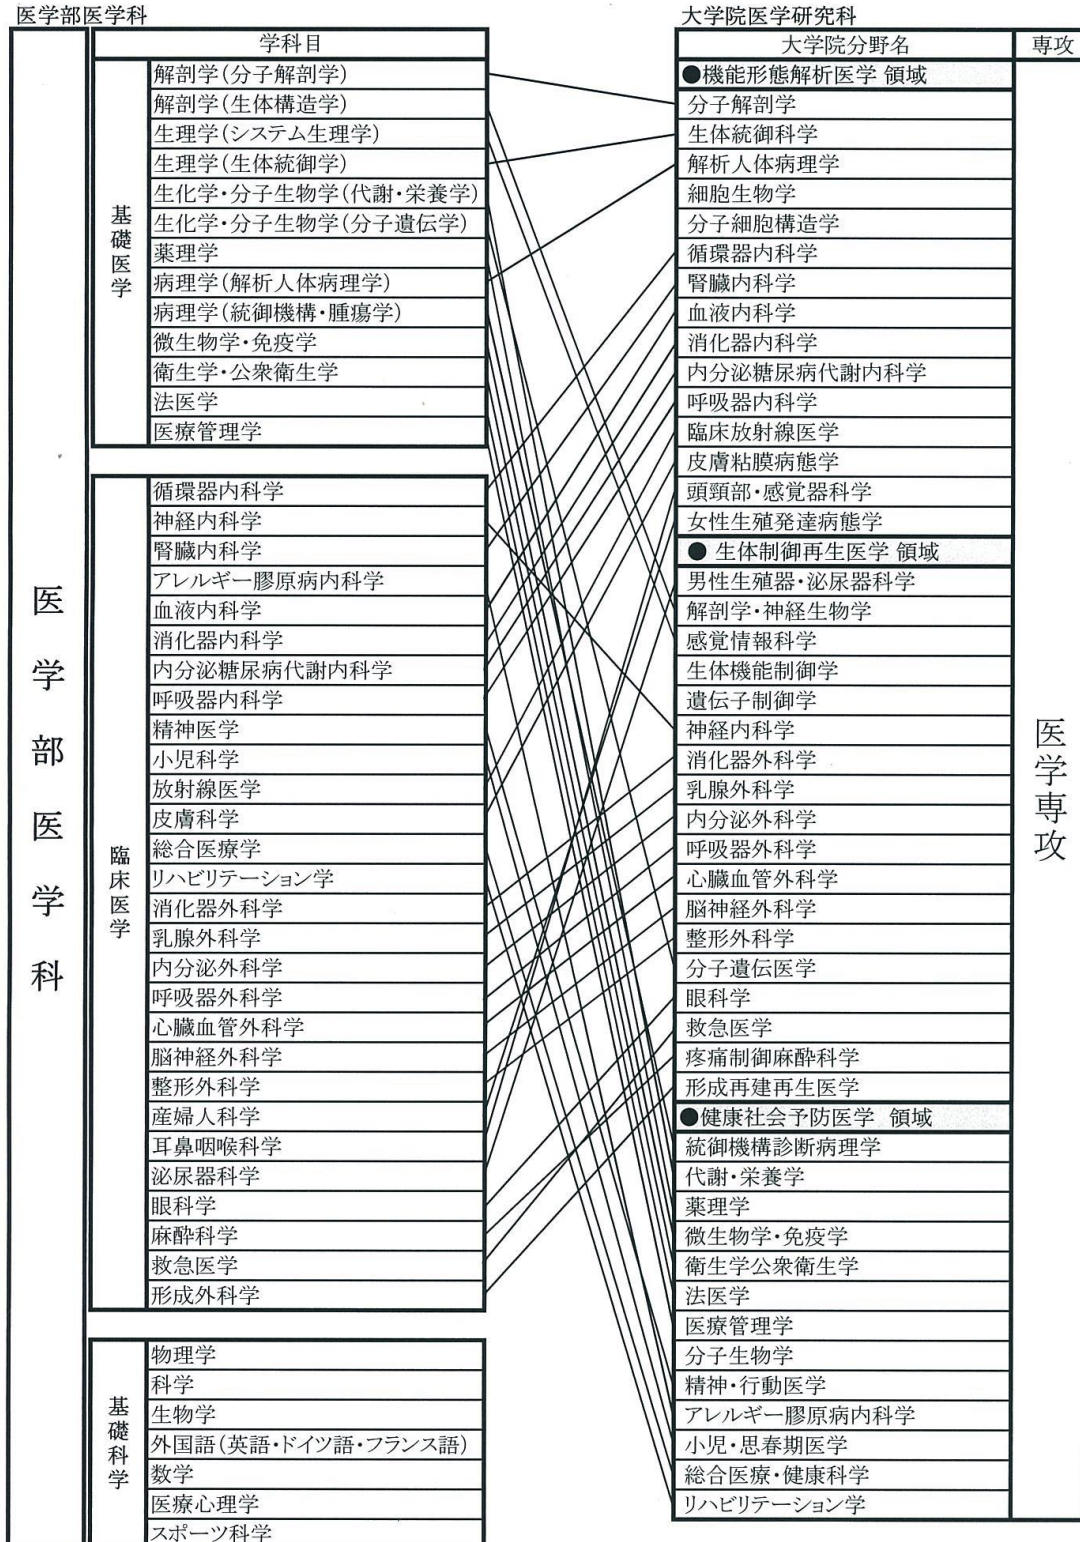 医学部医学科
学科目
医学部医学科
基礎医学
解剖学(分子解剖学)
解剖学(生体構造学)
生理学(システム生理学)
生理学(生体統御学)
生化学・分子生物学(代謝・栄養学)
生化学・分子生物学(分子遺伝学)
薬理学
病理学(解析人体病理学)
病理学(統御機構・腫瘍学)
微生物学・免疫学
衛生学・公衆衛生学
法医学
医療管理学
臨床医学
循環器内科学
神経内科学
腎臓内科学
アレルギー膠原病内科学
血液内科学
消化器内科学
内分泌糖尿病代謝内科学
呼吸器内科学
精神医学
小児科学
放射線医学
皮膚科学
総合医療学
リハビリテーション学
消化器外科学
乳腺外科学
内分泌外科学
呼吸器外科学
心臓血管外科学
脳神経外科学
整形外科学
産婦人科学
耳鼻咽喉科学
泌尿器科学
眼科学
麻酔科学
救急医学
形成外科学
基礎科学
物理学
科学
生物学
外国語(英語・ドイツ語・フランス語)
数学
医療心理学
スポーツ科学
大学院医学研究科
大学院分野名
専攻
●機能形態解析医学 領域
分子解剖学
生体統御科学
解析人体病理学
細胞生物学
分子細胞構造学
循環器内科学
腎臓内科学
血液内科学
消化器内科学
内分泌糖尿病代謝内科学
呼吸器内科学
臨床放射線医学
皮膚粘膜病態学
頭頸部・感覚器科学
女性生殖発達病態学
● 生体制御再生医学 領域
男性生殖器・泌尿器科学
解剖学・神経生物学
感覚情報科学
生体機能制御学
遺伝子制御学
神経内科学
消化器外科学
乳腺外科学
内分泌外科学
呼吸器外科学
心臓血管外科学
脳神経外科学
整形外科学
分子遺伝医学
眼科学
救急医学
疼痛制御麻酔科学
形成再建再生医学
●健康社会予防医学 領域
統御機構診断病理学
代謝・栄養学
薬理学
微生物学・免疫学
衛生学公衆衛生学
法医学
医療管理学
分子生物学
精神・行動医学
アレルギー膠原病内科学
小児・思春期医学
総合医療・健康科学
リハビリテーション学
医学専攻